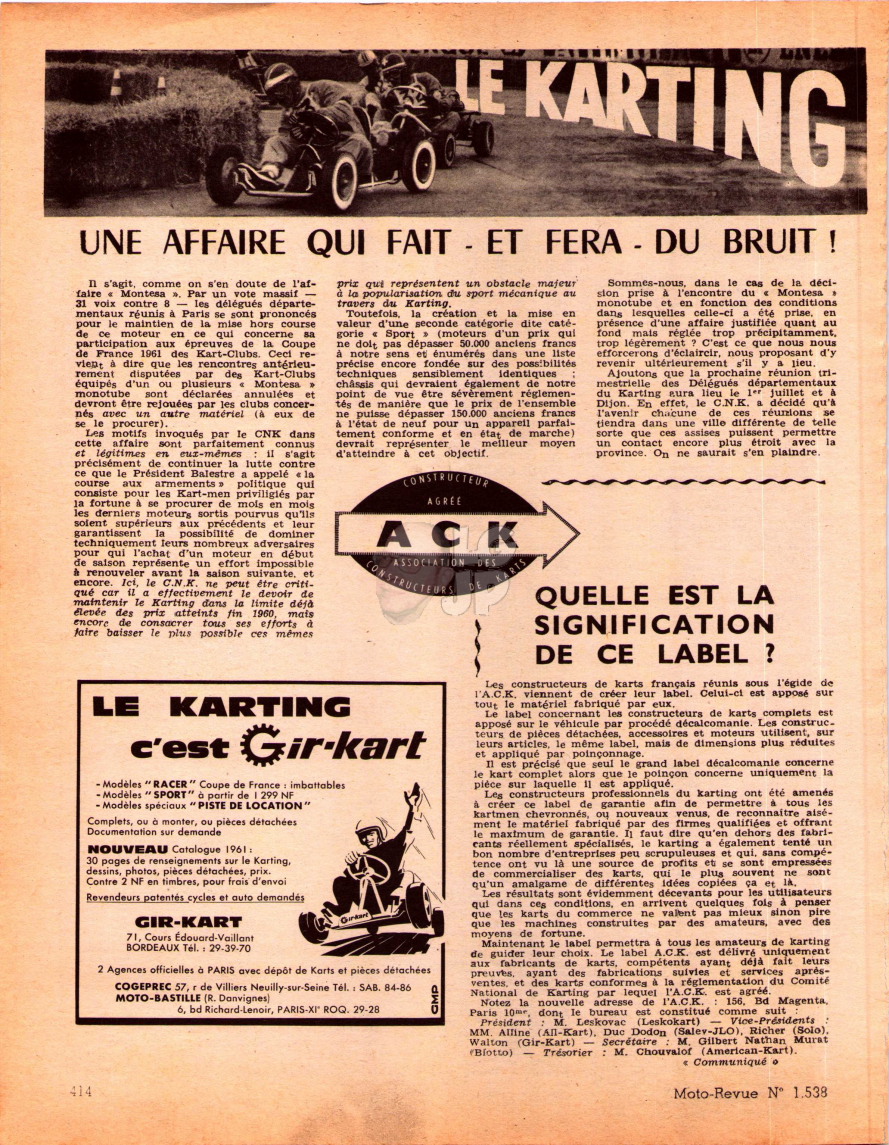 LE KARTING
UNE AFFAIRE QUI FAIT - ET FERA - DU BRUIT !
Il s'agit, comme on s'en doute de l'af-
faire « Montesa ». Par un vote massif —
31 voix contre 8 — les délégués départe-
mentaux réunis à Paris se sont prononcés
pour le maintien de la mise hors course
de ce moteur en ce qui concerne sa
participation aux épreuves de la Coupe
de France 1961 des Kart-Clubs. Ceci re-
vient à dire que les rencontres antérieu-
rement disputées par des Kart-Clubs
équipés d'un ou plusieurs « Montesa »
monotube sont déclarées annulées et
devront être rejouées par les clubs concer-
nés avec un autre matériel (à eux de
se le procurer).
Les motifs invoqués par le CNK dans
cette affaire sont parfaitement connus
et légitimes en eux-mêmes : il s'agit
précisément de continuer la lutte contre
ce que le Président Balestre a appelé « la
course aux armements » politique qui
consiste pour les Kart-men priviligiés par
la fortune à se procurer de mois en mois
les derniers moteurs sortis pourvus qu'ils
soient supérieurs aux précédents et leur
garantissent la possibilité de dominer
techniquement leurs nombreux adversaires
pour qui l'achat d'un moteur en début
de saison représente un effort impossible
à renouveler avant la saison suivante, et
encore. Ici, le C.N.K. ne peut être criti-
qué car il a effectivement le devoir de
maintenir le Karting dans la limite déjà
élevée des prix atteints fin 1960, mais
encore de consacrer tous ses efforts à
faire baisser le plus possible ces mêmes
prix qui représentent un obstacle majeur
à la popularisation du sport mécanique au
travers du Karting.
Toutefois, la création et la mise en
valeur d'une seconde catégorie dite caté-
gorie « Sport » (moteurs d'un prix qui
ne doit pas dépasser 50.000 anciens francs
à notre sens et énumérés dans une liste
précise encore fondée sur des possibilités
techniques sensiblement identiques ;
châssis qui devraient également de notre
point de vue être sévèrement réglemen-
tés de manière que le prix de l'ensemble
ne puisse dépasser 150.000 anciens francs
à l'état de neuf pour un appareil parfai-
tement conforme et en état de marche)
devrait représenter le meilleur moyen
d'atteindre à cet objectif.
Sommes-nous, dans le cas de la déci-
sion prise à l'encontre du « Montesa »
monotube et en fonction des conditions
dans lesquelles celle-ci a été prise, en
présence d'une affaire justifiée quant au
fond mais réglée trop précipitamment,
trop légèrement ? C'est ce que nous nous
efforcerons d'éclaircir, nous proposant d'y
revenir ultérieurement s'il y a lieu.
Ajoutons que la prochaine réunion tri-
mestrielle des Délégués départementaux
du Karting aura lieu le 1er juillet et à
Dijon. En effet, le C.N.K. a décidé qu'à
l'avenir chacune de ces réunions se
tiendra dans une ville différente de telle
sorte que ces assises puissent permettre
un contact encore plus étroit avec la
province. On ne saurait s'en plaindre.
CONSTRUCTEUR
AGRÉE
ACK
ASSOCIATION DES
CONSTRUCTEURS DE KARTS
QUELLE EST LA
SIGNIFICATION
DE CE LABEL ?
Les constructeurs de karts français réunis sous l'égide de
l'A.C.K. viennent de créer leur label. Celui-ci est apposé sur
tout le matériel fabriqué par eux.
Le label concernant les constructeurs de karts complets est
apposé sur le véhicule par procédé décalcomanie. Les construc-
teurs de pièces détachées, accessoires et moteurs utilisent, sur
leurs articles, le même label, mais de dimensions plus réduites
et appliqué par poinçonnage.
Il est précisé que seul le grand label décalcomanie concerne
le kart complet alors que le poinçon concerne uniquement la
pièce sur laquelle il est appliqué.
Les constructeurs professionnels du karting ont été amenés
à créer ce label de garantie afin de permettre à tous les
kartmen chevronnés, ou nouveaux venus, de reconnaitre aisé-
ment le matériel fabriqué par des firmes qualifiées et offrant
le maximum de garantie. Il faut dire qu'en dehors des fabri-
cants réellement spécialisés, le karting a également tenté un
bon nombre d'entreprises peu scrupuleuses et qui, sans compé-
tence ont vu là une source de profits et se sont empressées
de commercialiser des karts, qui le plus souvent ne sont
qu'un amalgame de différentes idées copiées ça et là.
Les résultats sont évidemment décevants pour les utilisateurs
qui dans ces conditions, en arrivent quelques fois à penser
que les karts du commerce ne valent pas mieux sinon pire
que les machines construites par des amateurs, avec des
moyens de fortune.
Maintenant le label permettra à tous les amateurs de karting
de guider leur choix. Le label A.C.K. est délivré uniquement
aux fabricants de karts, compétents ayant déjà fait leurs
preuves, ayant des fabrications suivies et services après-
ventes, et des karts conformes à la réglementation du Comité
National de Karting par lequel l'A.C.K. est agréé.
Notez la nouvelle adresse de l'A.C.K. : 156, Bd Magenta,
Paris 10me, dont le bureau est constitué comme suit :
Président : M. Leskovac (Leskokart) — Vice-Présidents :
MM. Alline (All-Kart), Duc Dodon (Salev-JLO), Richer (Solo),
Walton (Gir-Kart) — Secrétaire : M. Gilbert Nathan Murat
(Biotto) — Trésorier : M. Chouvalof (American-Kart).
« Communiqué »
LE KARTING
c'est Gir-kart
- Modèles "RACER" Coupe de France : imbattables
- Modèles "SPORT" à partir de 1 299 NF
- Modèles spéciaux "PISTE DE LOCATION"
Complets, ou à monter, ou pièces détachées
Documentation sur demande
NOUVEAU Catalogue 1961 :
30 pages de renseignements sur le Karting,
dessins, photos, pièces détachées, prix.
Contre 2 NF en timbres, pour frais d'envoi
Revendeurs patentés cycles et auto demandés
Gir-kart
GIR-KART
71, Cours Édouard-Vaillant
BORDEAUX Tél. : 29-39-70
2 Agences officielles à PARIS avec dépôt de Karts et pièces détachées
COGEPREC 57, r de Villiers Neuilly-sur-Seine Tél. : SAB. 84-86
MOTO-BASTILLE (R. Danvignes)
6, bd Richard-Lenoir, PARIS-XIe ROQ. 29-28
GMP
414
Moto-Revue N° 1.538